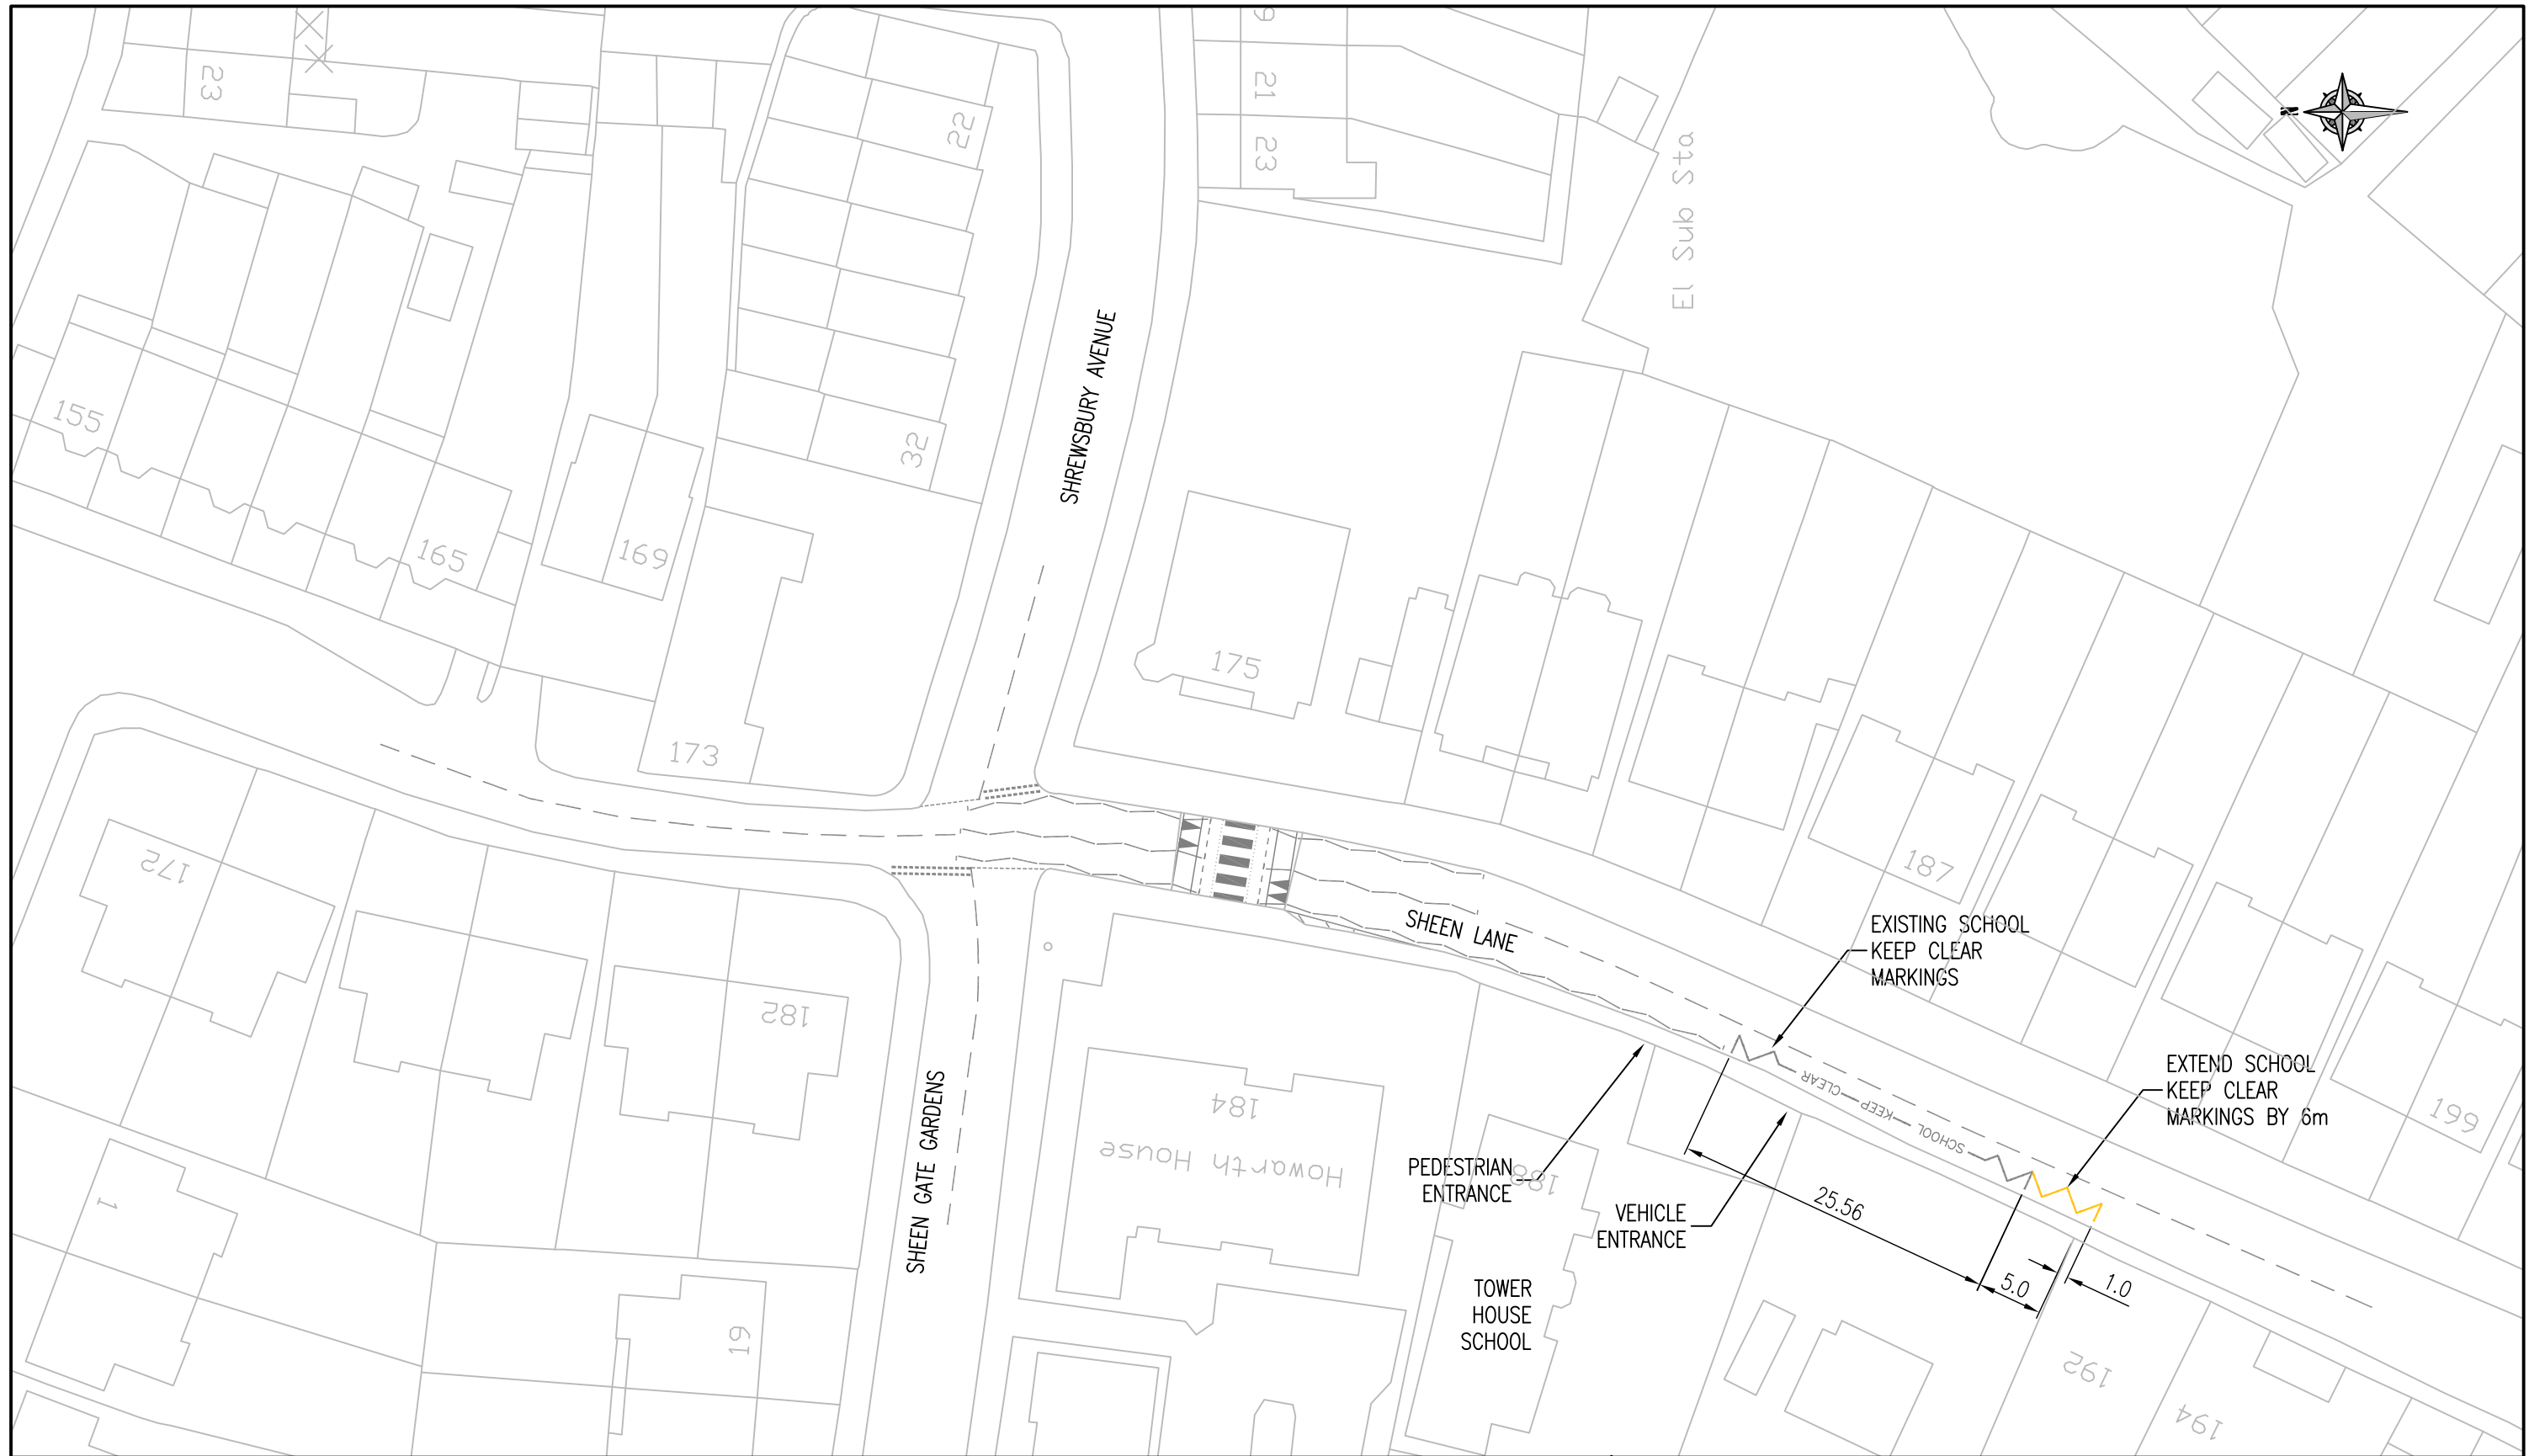 23
22
21
23
El Sub Sta
155
165
169
32
SHREWSBURY AVENUE
175
173
172
182
187
SHEEN LANE
EXISTING SCHOOL
KEEP CLEAR
MARKINGS
EXTEND SCHOOL
KEEP CLEAR
MARKINGS BY 6m
199
SCHOOL KEEP CLEAR
SHEEN GATE GARDENS
184
Howarth House
PEDESTRIAN
ENTRANCE
188
VEHICLE
ENTRANCE
25.56
5.0
1.0
TOWER
HOUSE
SCHOOL
1
19
192
194
N